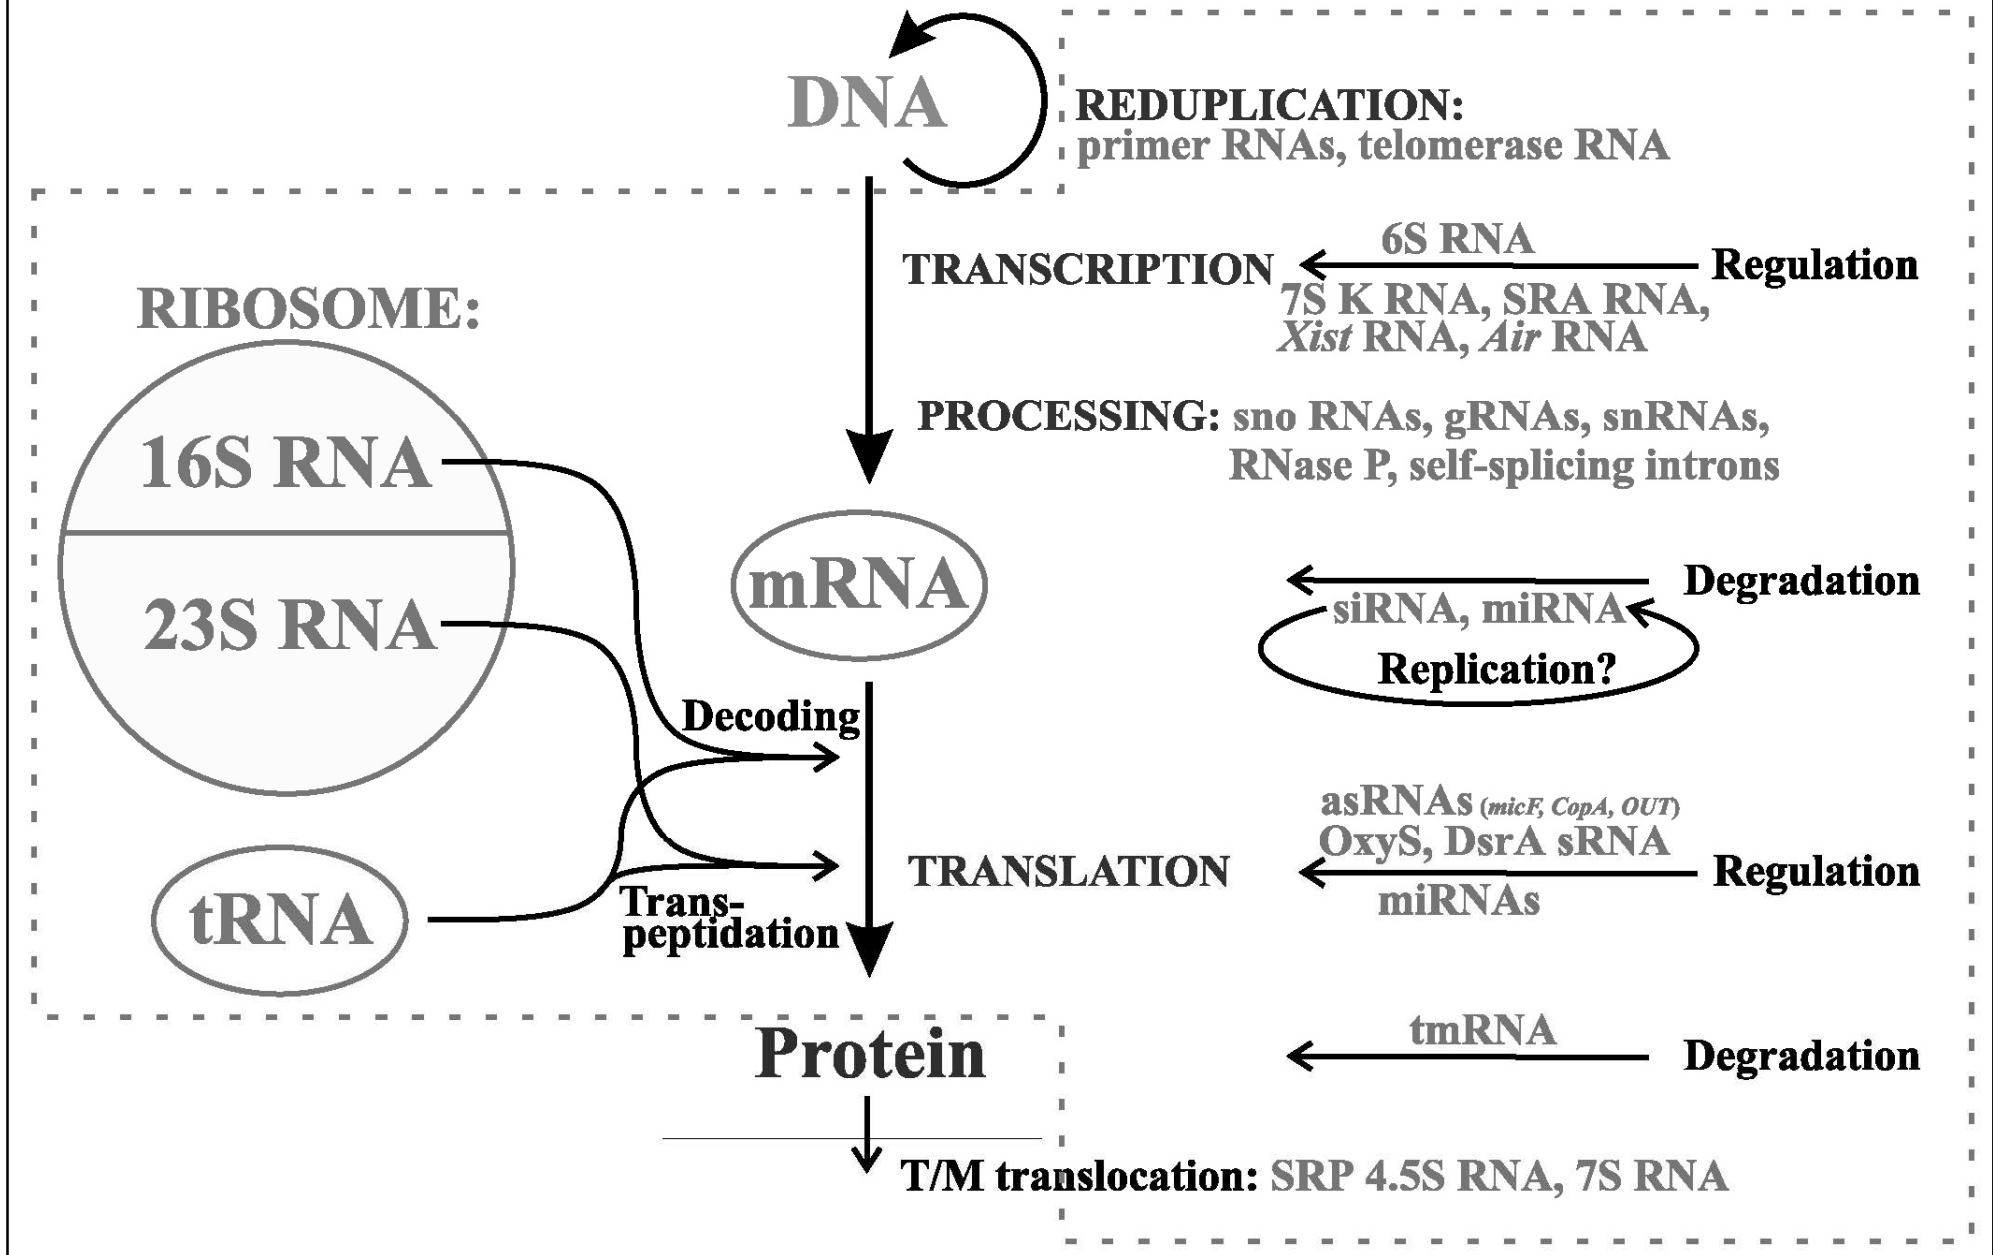 DNA
REDUPLICATION:
primer RNAs, telomerase RNA
6S RNA
TRANSCRIPTION
Regulation
7S K RNA, SRA RNA,
Xist RNA, Air RNA
RIBOSOME:
PROCESSING: sno RNAs, gRNAs, snRNAs,
RNase P, self-splicing introns
16S RNA
23S RNA
mRNA
Degradation
siRNA, miRNA
Replication?
Decoding
asRNAs (micF, CopA, OUT)
OxyS, DsrA sRNA
TRANSLATION
Regulation
miRNAs
tRNA
Trans-
peptidation
Protein
tmRNA
Degradation
T/M translocation: SRP 4.5S RNA, 7S RNA